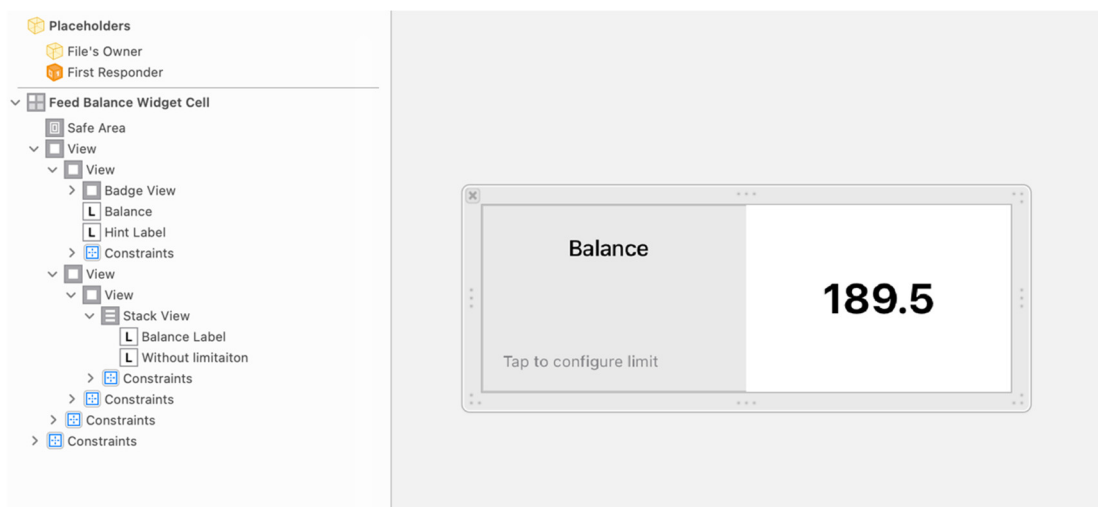 Placeholders
File's Owner
First Responder
Feed Balance Widget Cell
Safe Area
View
View
Badge View
L Balance
L Hint Label
Constraints
View
View
Stack View
L Balance Label
L Without limitaiton
Constraints
Constraints
Constraints
Constraints
Balance
189.5
Tap to configure limit